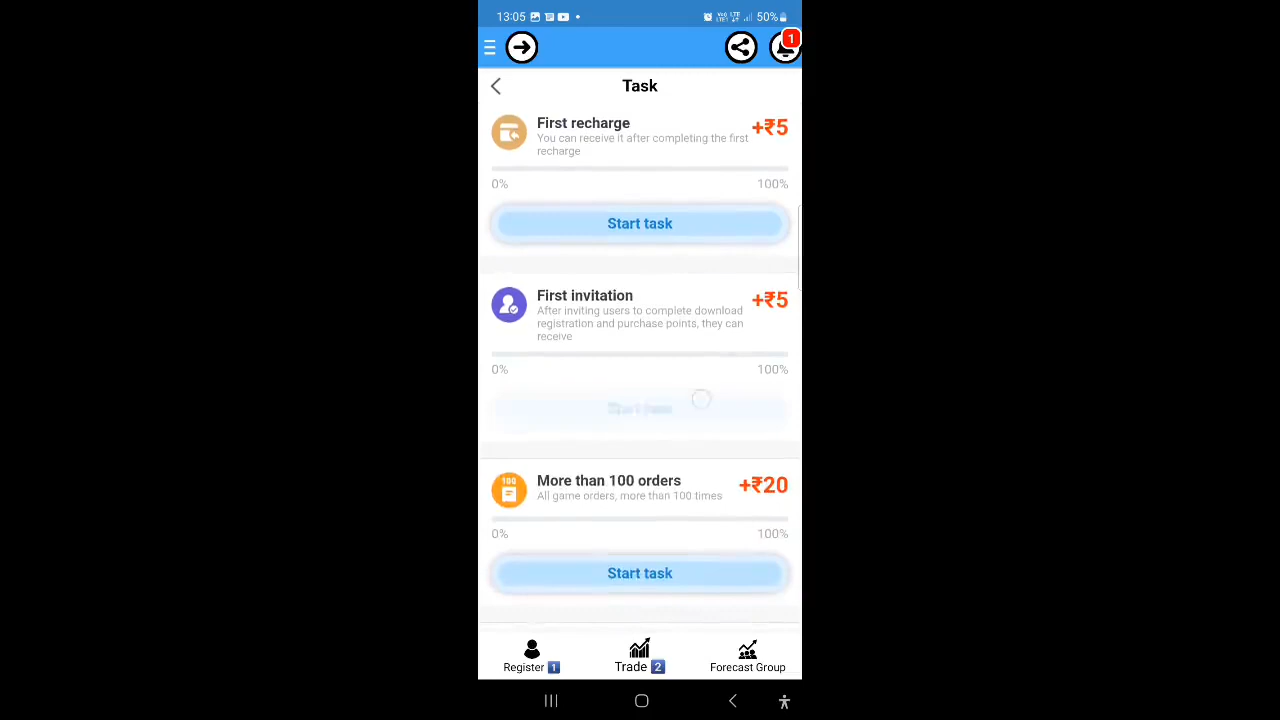 13:05
50%
1
Task
First recharge
+₹5
You can receive it after completing the first
recharge
0%
100%
Start task
First invitation
+₹5
After inviting users to complete download
registration and purchase points, they can
receive
0%
100%
Start task
100
More than 100 orders
+₹20
All game orders, more than 100 times
0%
100%
Start task
Register 1
Trade 2
Forecast Group